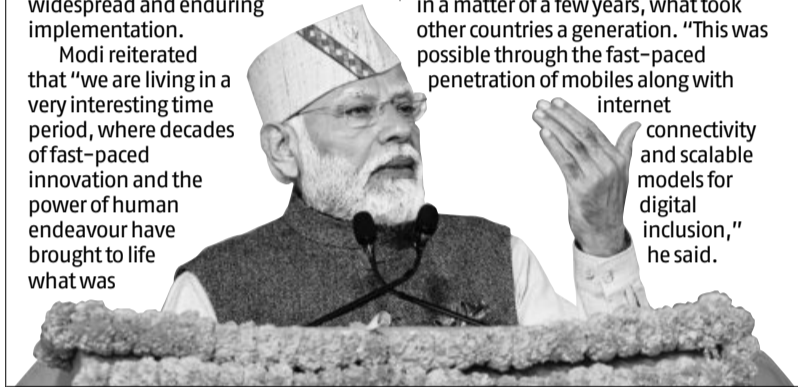 widespread and enduring
implementation.
Modi reiterated
that “we are living in a
very interesting time
period, where decades
of fast-paced
innovation and the
power of human
endeavour have
brought to life
what was
in a matter of a few years, what took
other countries a generation. “This was
possible through the fast-paced
penetration of mobiles along with
internet
connectivity
and scalable
models for
digital
inclusion,”
he said.